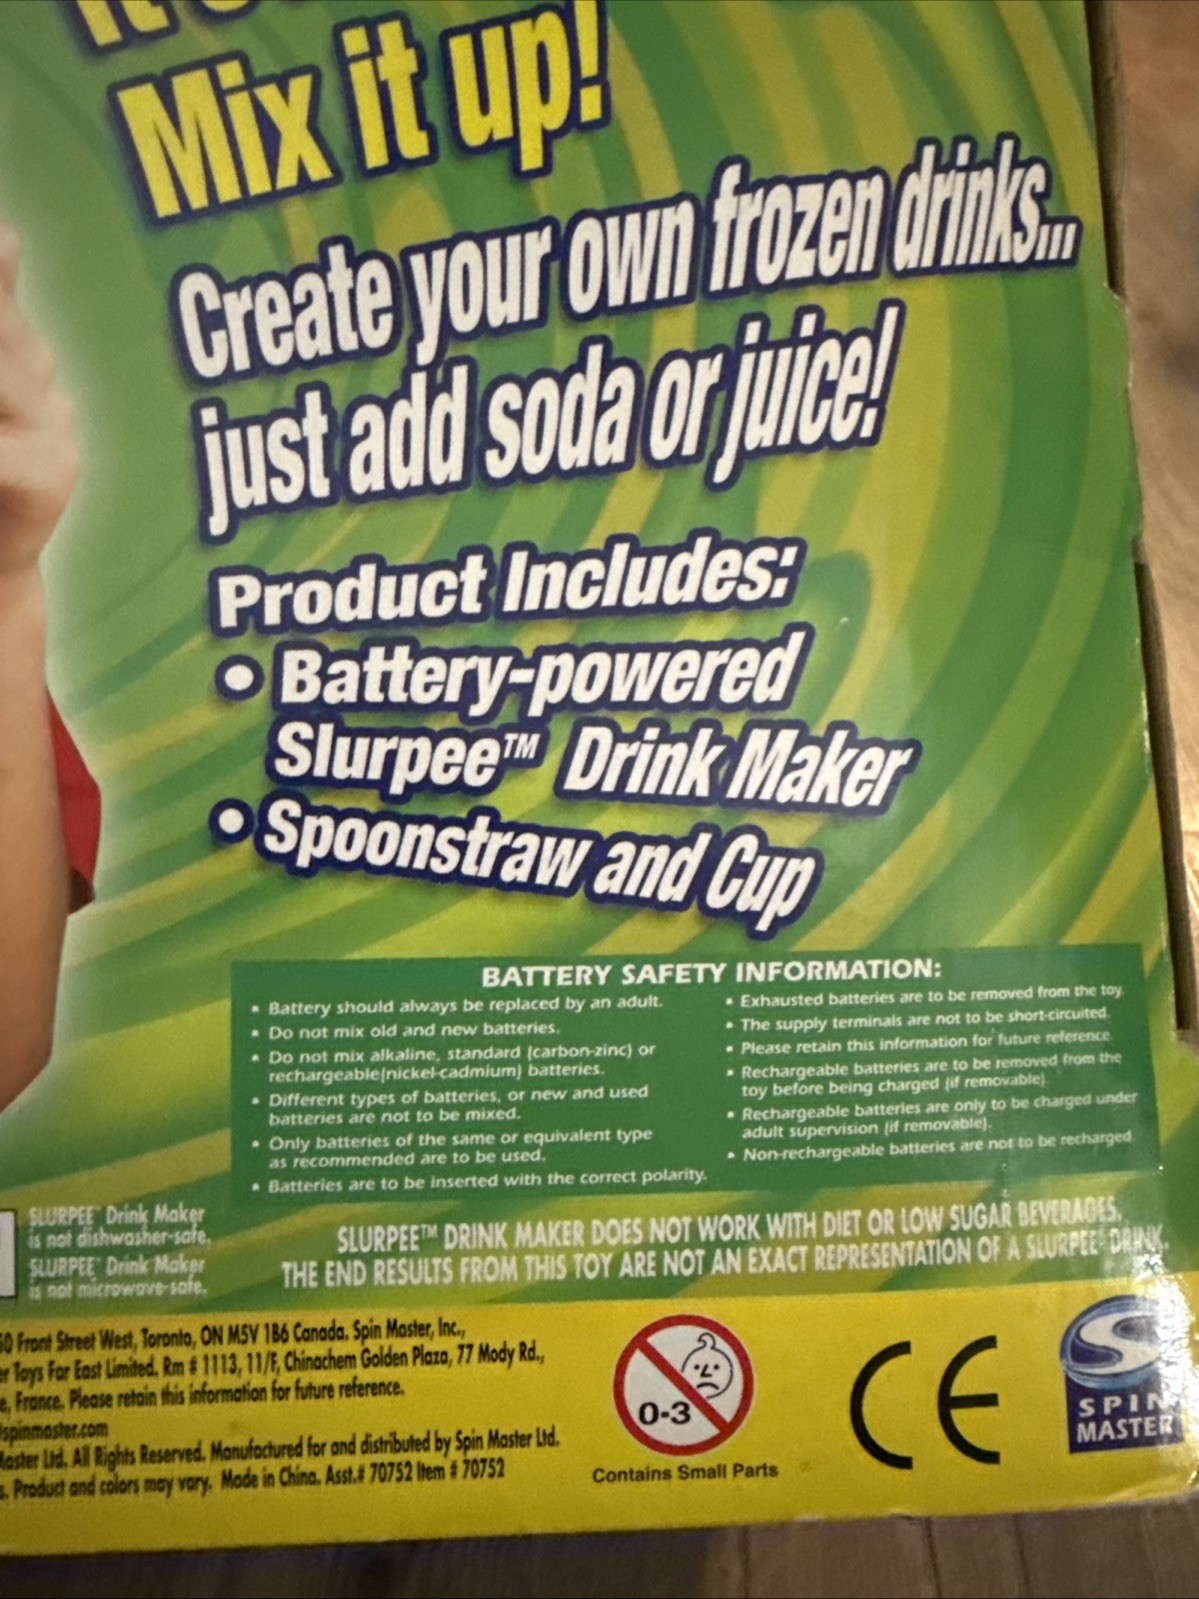 Mix it up!
Create your own frozen drinks...
just add soda or juice!
Product Includes:
• Battery-powered
Slurpee™ Drink Maker
• Spoonstraw and Cup
BATTERY SAFETY INFORMATION:
• Battery should always be replaced by an adult.
• Do not mix old and new batteries.
• Do not mix alkaline, standard (carbon-zinc) or
rechargeable(nickel-cadmium) batteries.
• Different types of batteries, or new and used
batteries are not to be mixed.
• Only batteries of the same or equivalent type
as recommended are to be used.
• Batteries are to be inserted with the correct polarity.
• Exhausted batteries are to be removed from the toy.
• The supply terminals are not to be short-circuited.
• Please retain this information for future reference.
• Rechargeable batteries are to be removed from the
toy before being charged (if removable).
• Rechargeable batteries are only to be charged under
adult supervision (if removable).
• Non-rechargeable batteries are not to be recharged.
SLURPEE™ Drink Maker
is not dishwasher-safe.
SLURPEE™ Drink Maker
is not microwave-safe.
SLURPEE™ DRINK MAKER DOES NOT WORK WITH DIET OR LOW SUGAR BEVERAGES.
THE END RESULTS FROM THIS TOY ARE NOT AN EXACT REPRESENTATION OF A SLURPEE™ DRINK.
Front Street West, Toronto, ON M5V 1B6 Canada. Spin Master, Inc.,
Toys Far East Limited. Rm # 1113, 11/F, Chinachem Golden Plaza, 77 Mody Rd.,
France. Please retain this information for future reference.
spinmaster.com
Master Ltd. All Rights Reserved. Manufactured for and distributed by Spin Master Ltd.
Product and colors may vary. Made in China. Asst.# 70752 Item # 70752
0-3
Contains Small Parts
CE
SPIN
MASTER